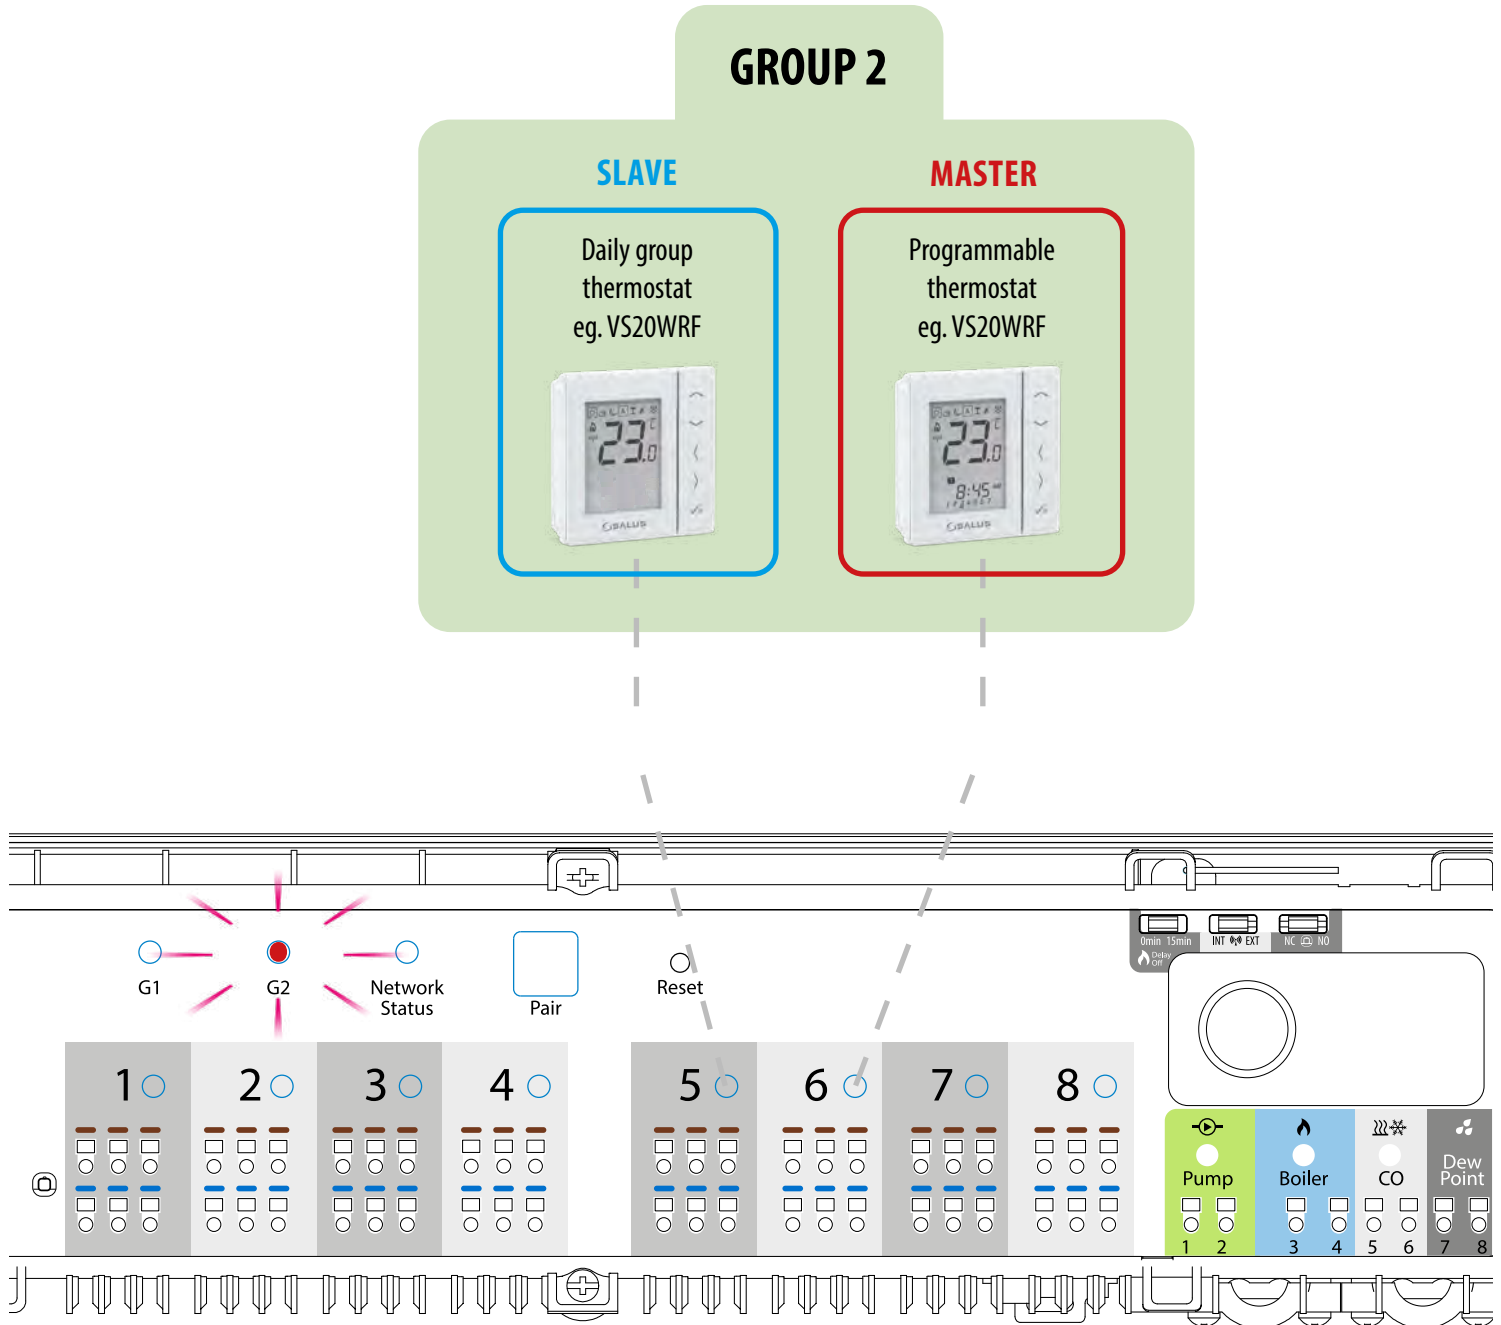 GROUP 2
SLAVE
MASTER
Daily group
thermostat
eg. VS20WRF
Programmable
thermostat
eg. VS20WRF
23.0 °C
SALUS
23.0 °C
8:45
SALUS
0min 15min
INT EXT
NC NO
Delay
Off
G1
G2
Network
Status
Pair
Reset
1
2
3
4
5
6
7
8
Pump
Boiler
CO
Dew
Point
1 2 3 4 5 6 7 8